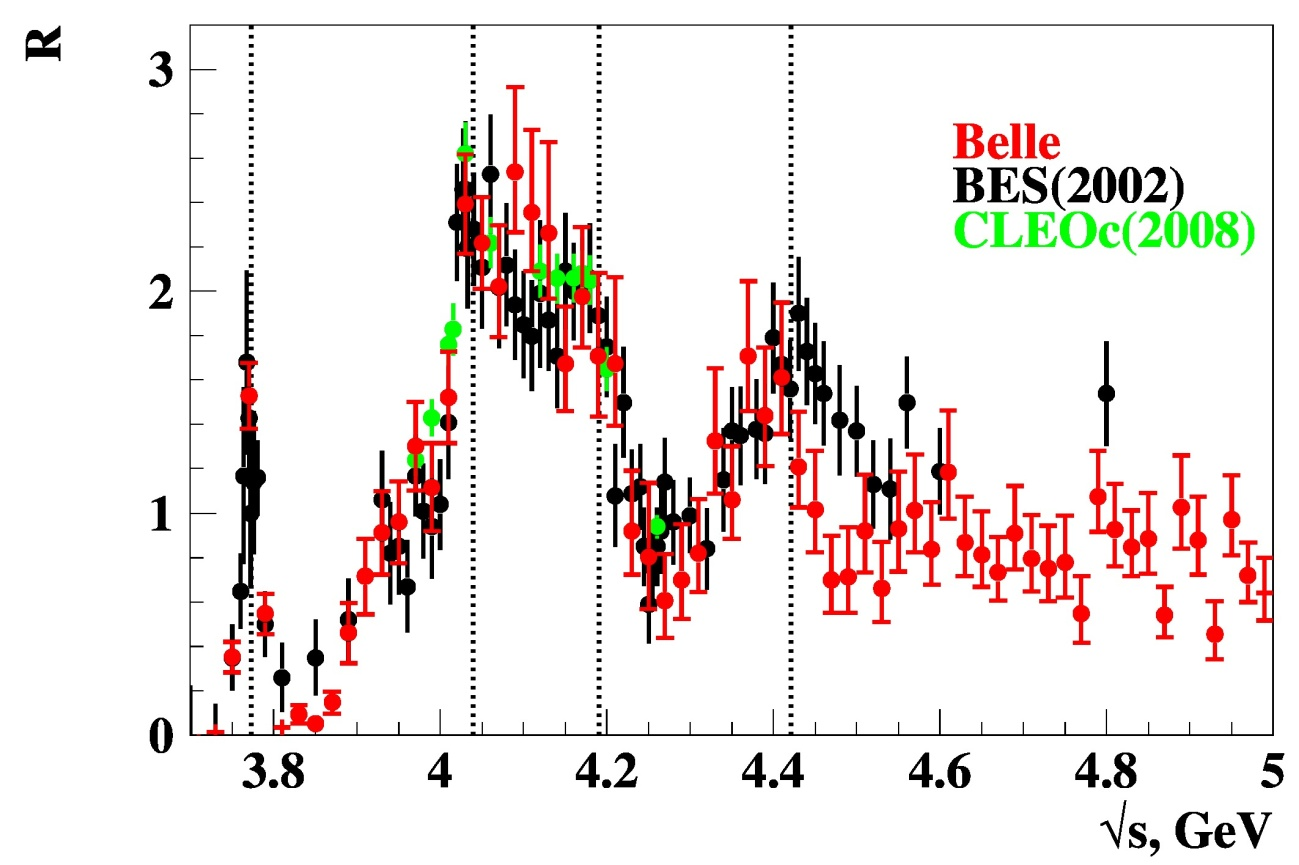 R
3
2
1
0
Belle
BES(2002)
CLEOc(2008)
3.8 4 4.2 4.4 4.6 4.8 5
√s, GeV